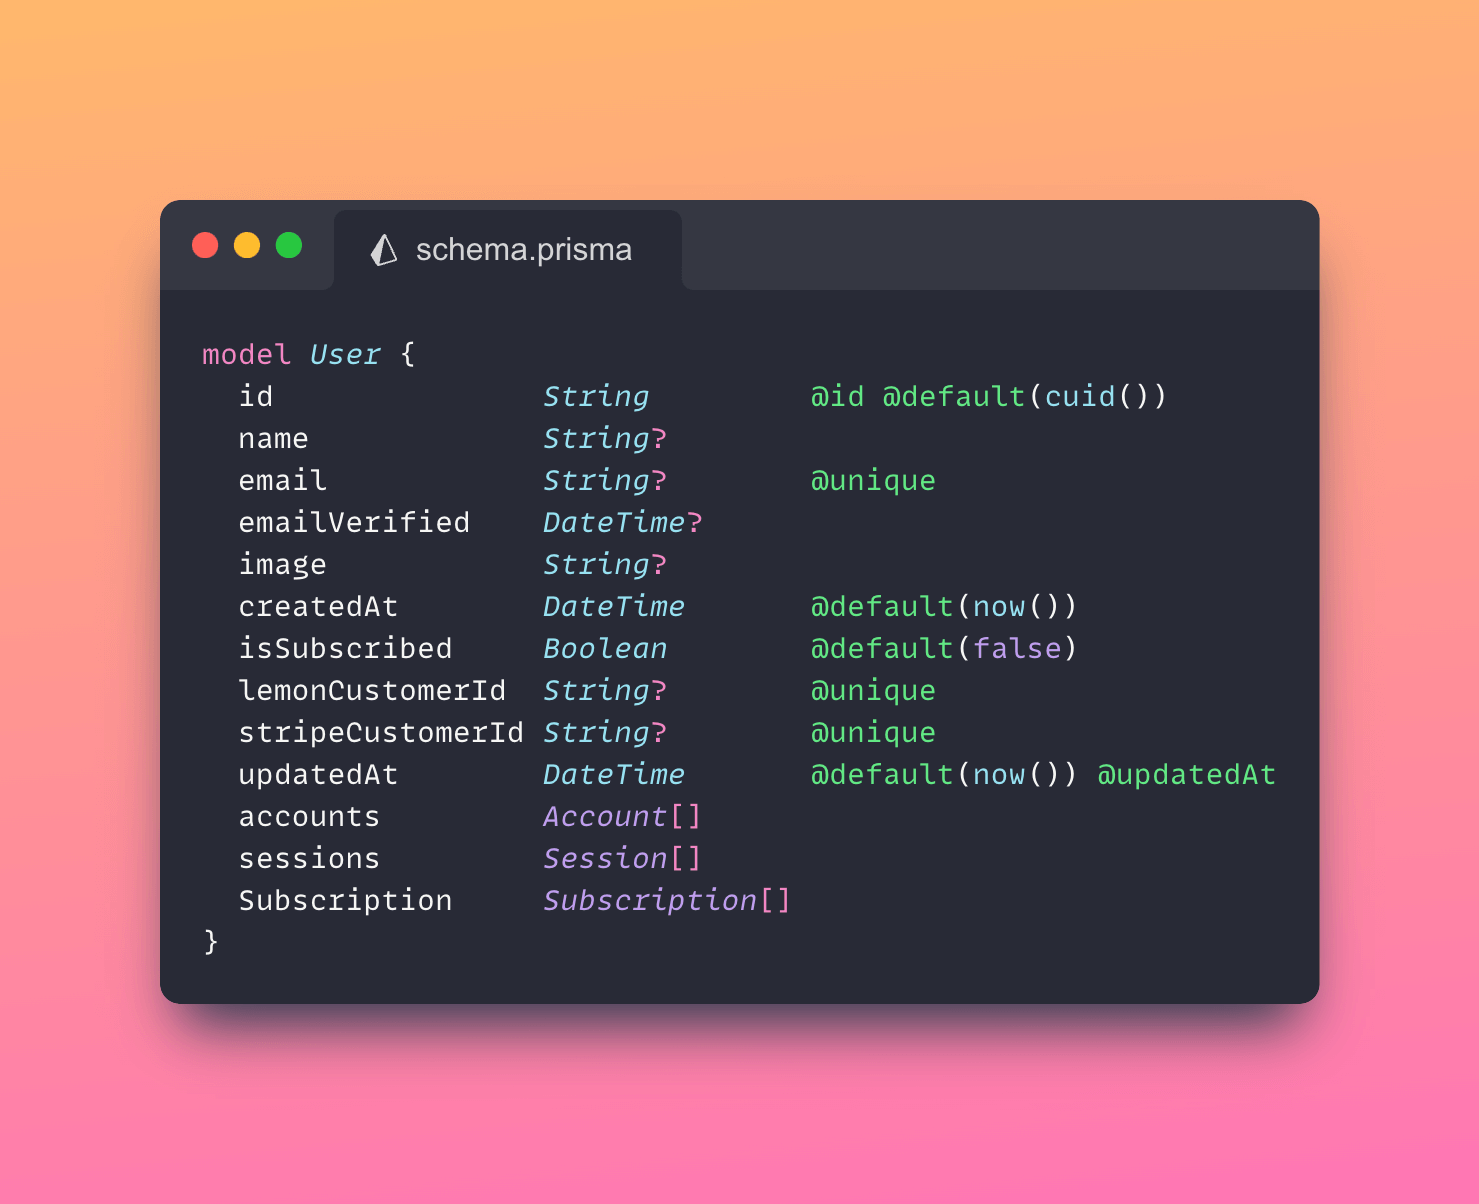 schema.prisma
model User {
  id               String         @id @default(cuid())
  name             String?
  email            String?        @unique
  emailVerified    DateTime?
  image            String?
  createdAt        DateTime       @default(now())
  isSubscribed     Boolean        @default(false)
  lemonCustomerId  String?        @unique
  stripeCustomerId String?        @unique
  updatedAt        DateTime       @default(now()) @updatedAt
  accounts         Account[]
  sessions         Session[]
  Subscription     Subscription[]
}